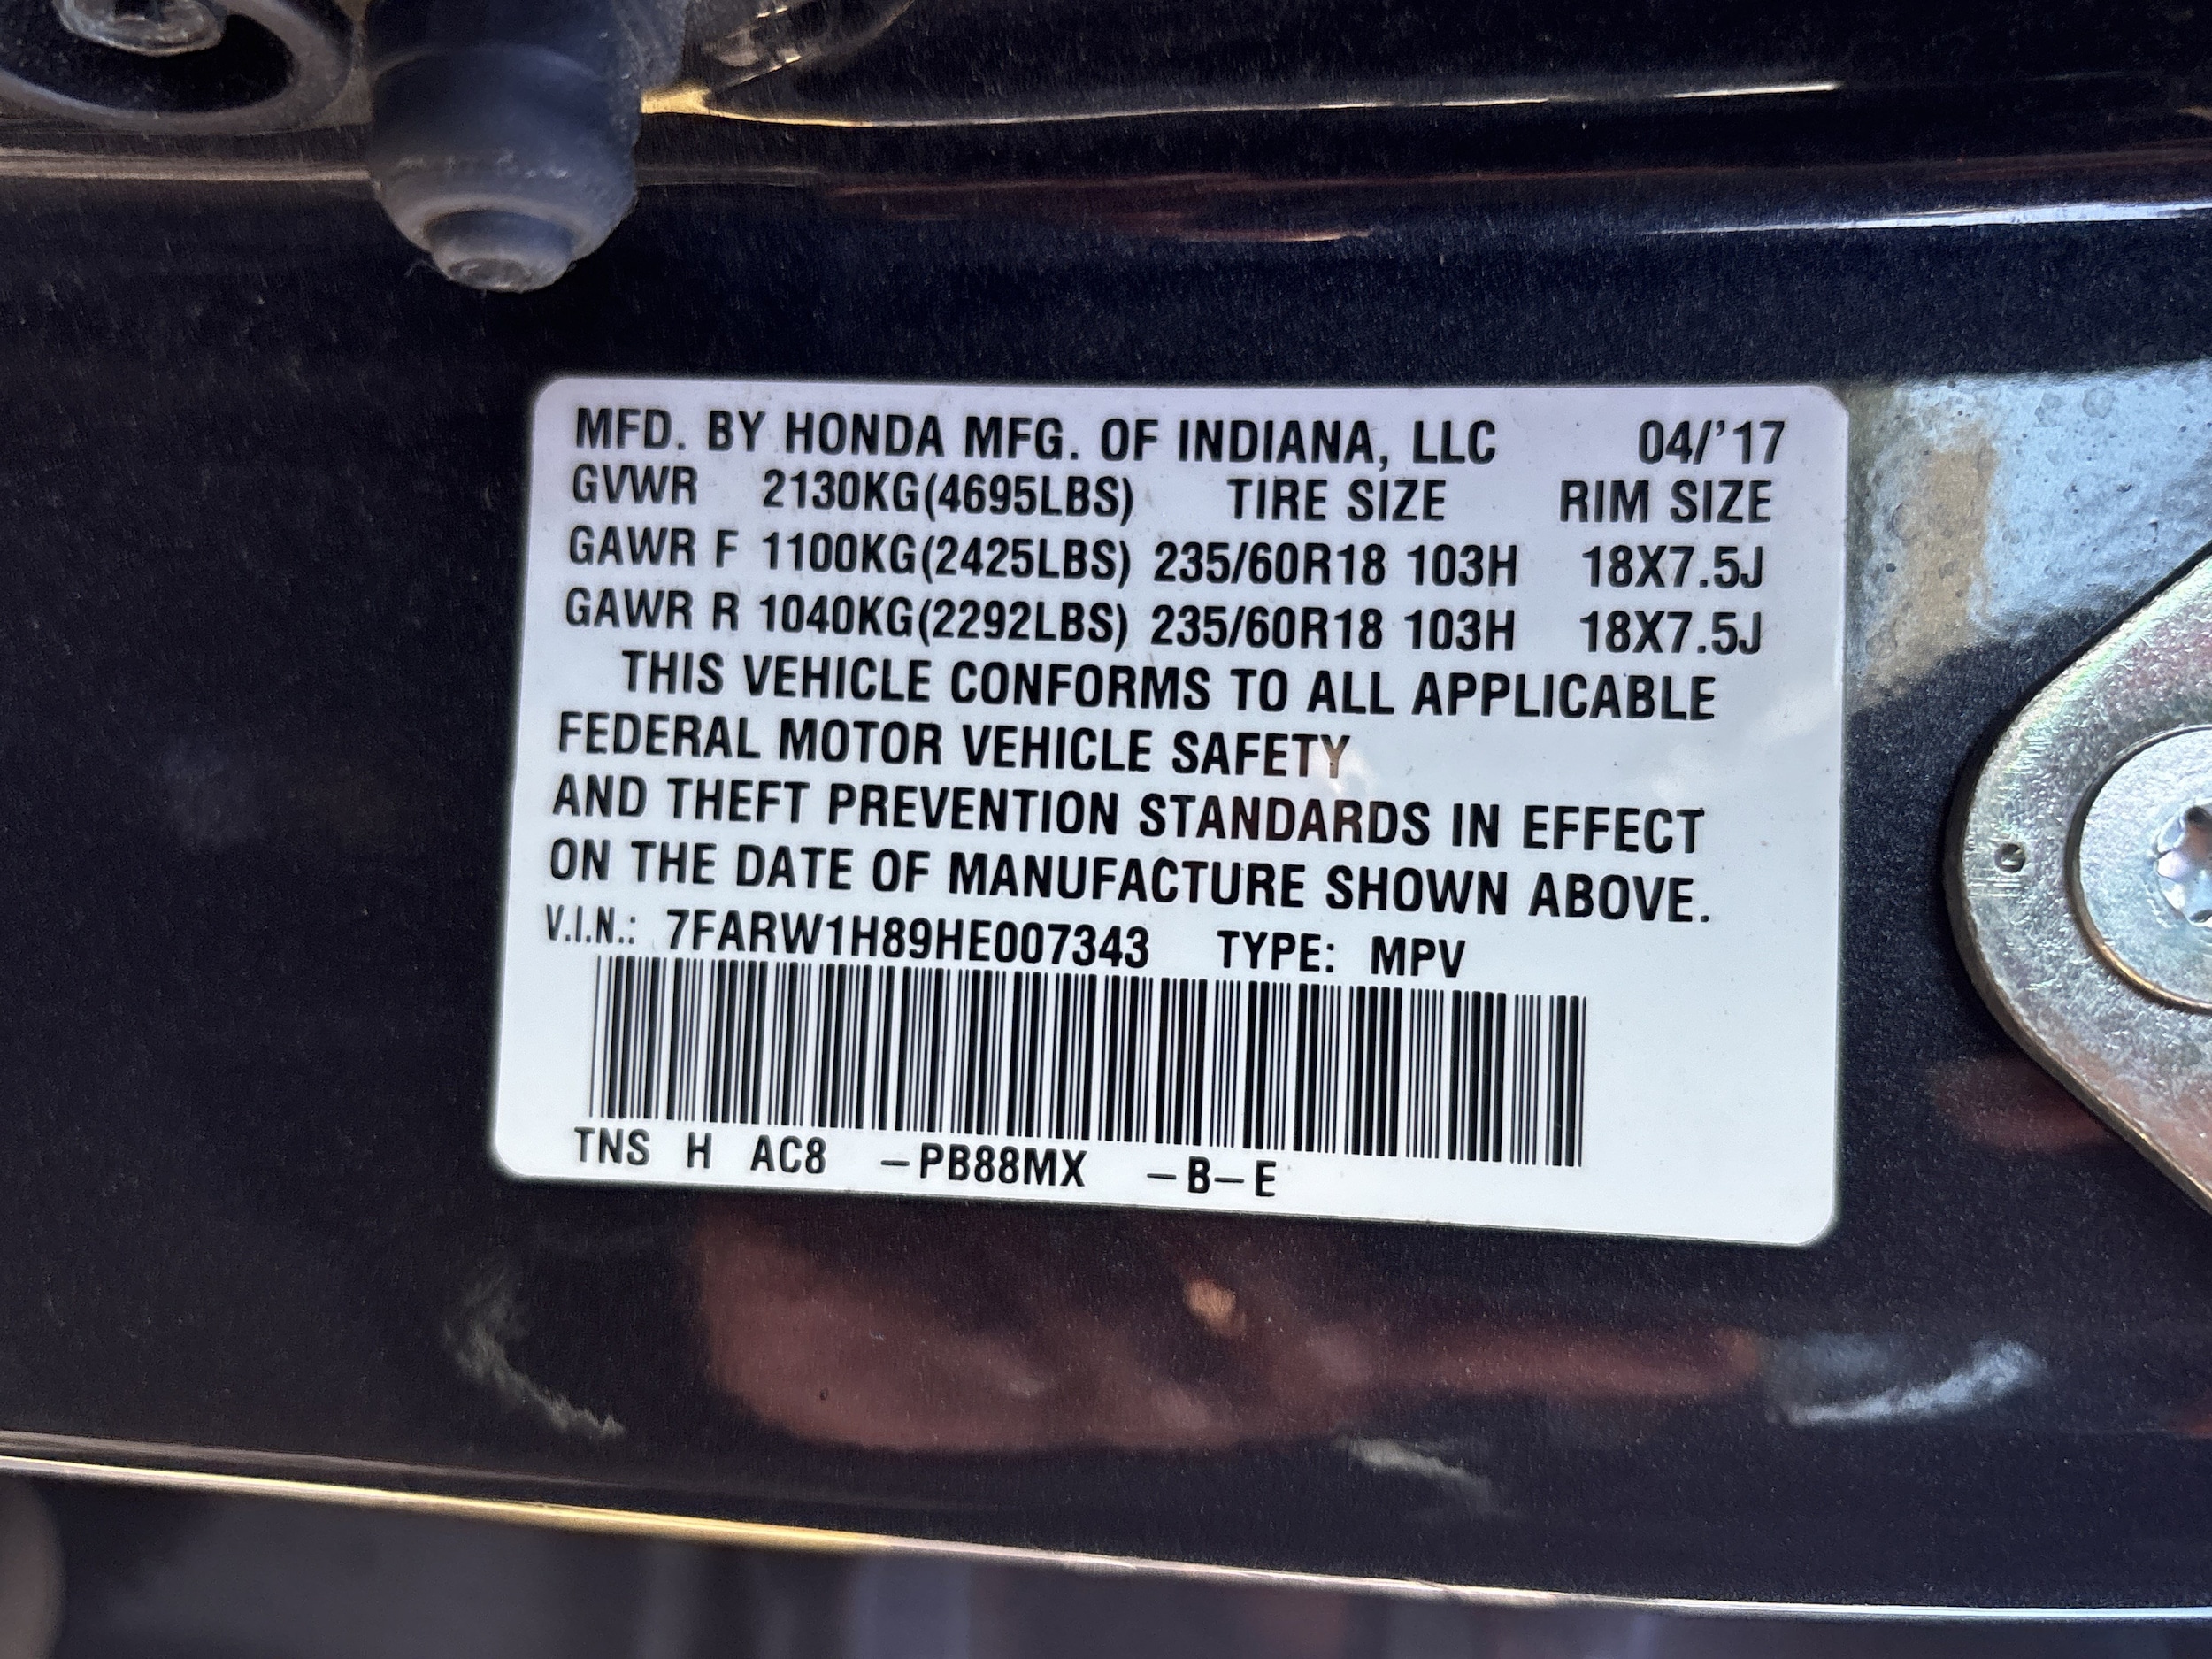 MFD. BY HONDA MFG. OF INDIANA, LLC 04/'17
GVWR 2130KG(4695LBS) TIRE SIZE RIM SIZE
GAWR F 1100KG(2425LBS) 235/60R18 103H 18X7.5J
GAWR R 1040KG(2292LBS) 235/60R18 103H 18X7.5J
THIS VEHICLE CONFORMS TO ALL APPLICABLE
FEDERAL MOTOR VEHICLE SAFETY
AND THEFT PREVENTION STANDARDS IN EFFECT
ON THE DATE OF MANUFACTURE SHOWN ABOVE.
V.I.N.: 7FARW1H89HE007343 TYPE: MPV
TNS H AC8 -PB88MX -B-E